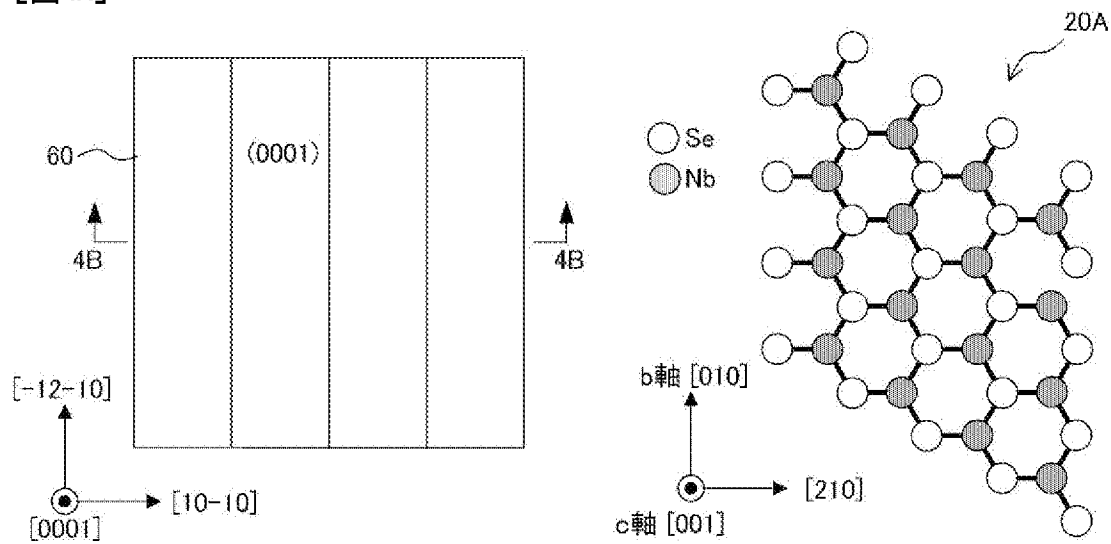 20A
60
(0001)
Se
Nb
4B
4B
[-12-10]
[10-10]
[0001]
b軸 [010]
[210]
c軸 [001]